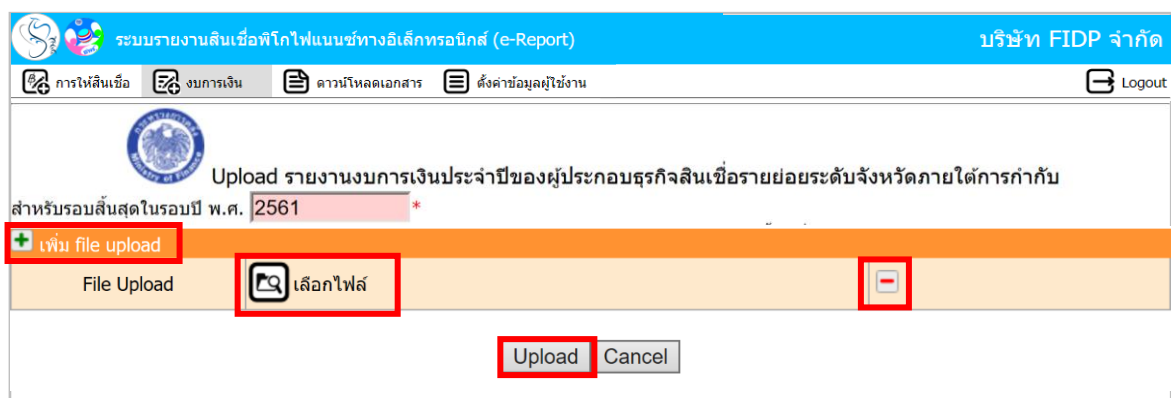 ระบบรายงานสินเชื่อพิโกไฟแนนซ์ทางอิเล็กทรอนิกส์ (e-Report) บริษัท FIDP จำกัด
การให้สินเชื่อ งบการเงิน ดาวน์โหลดเอกสาร ตั้งค่าข้อมูลผู้ใช้งาน Logout
Upload รายงานงบการเงินประจำปีของผู้ประกอบธุรกิจสินเชื่อรายย่อยระดับจังหวัดภายใต้การกำกับ
สำหรับรอบสิ้นสุดในรอบปี พ.ศ. 2561 *
เพิ่ม file upload
File Upload เลือกไฟล์
Upload Cancel